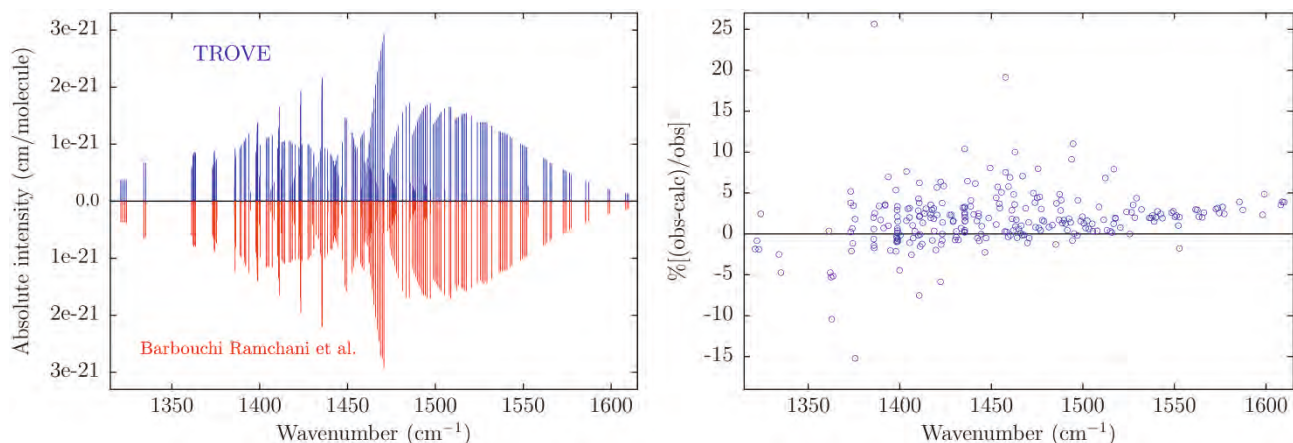 3e-21
2e-21
1e-21
0.0
1e-21
2e-21
3e-21
Absolute intensity (cm/molecule)
TROVE
Barbouchi Ramchani et al.
1350 1400 1450 1500 1550 1600
Wavenumber (cm⁻¹)
25
20
15
10
5
0
-5
-10
-15
%[(obs-calc)/obs]
1350 1400 1450 1500 1550 1600
Wavenumber (cm⁻¹)